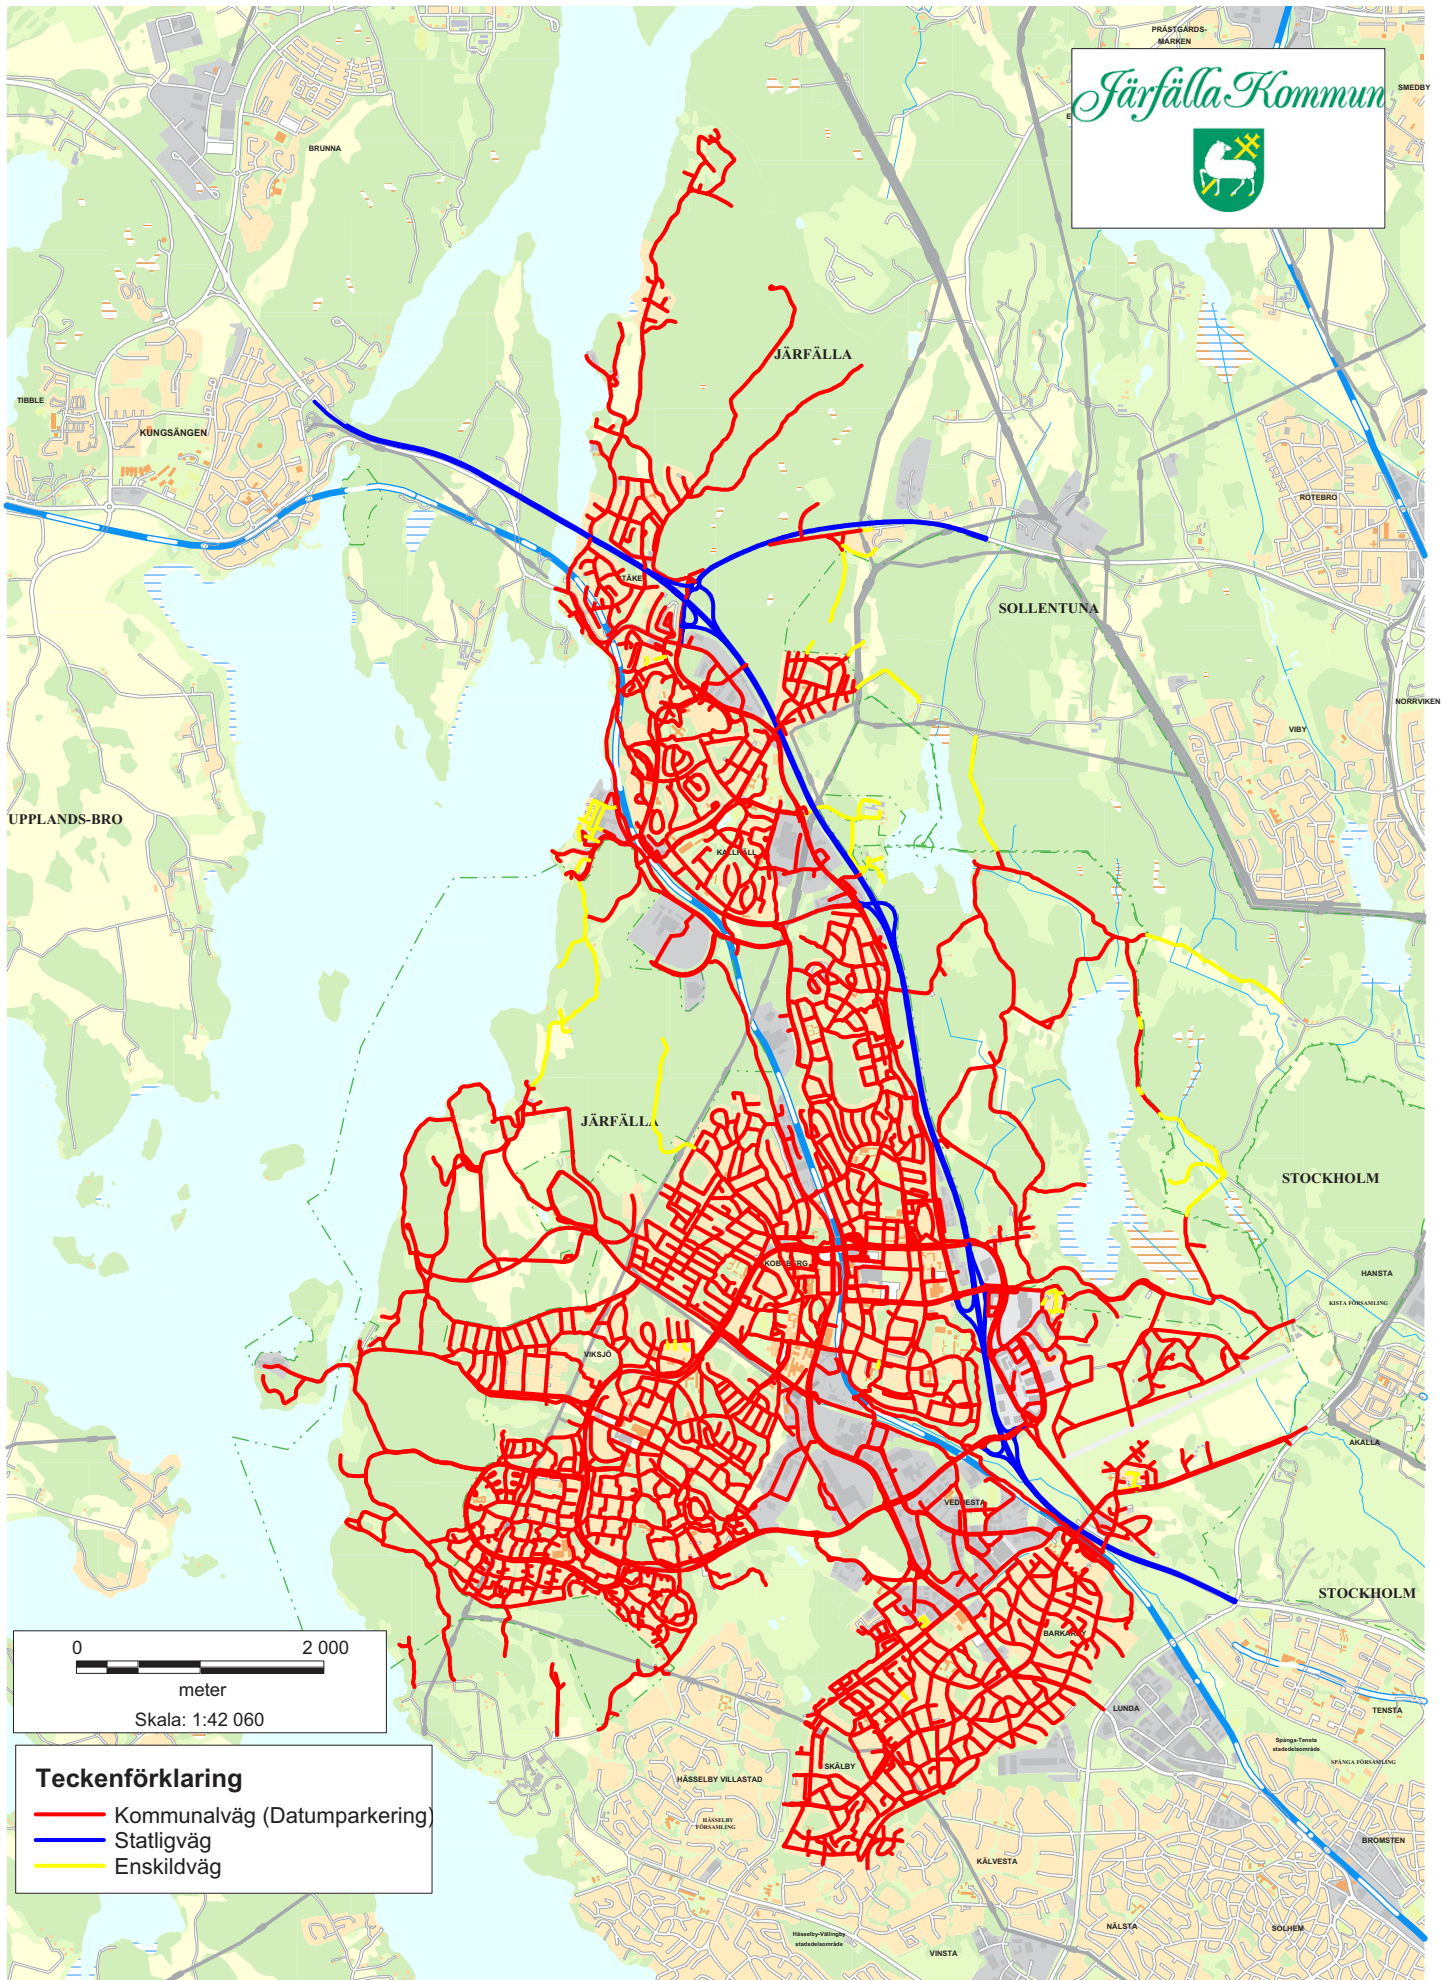 PRÄSTGÅRDS-
MARKEN
Järfälla Kommun
SMEDBY
BRUNNA
JÄRFÄLLA
TIBBLE
KUNGSÄNGEN
ROTEBRO
STÄKET
SOLLENTUNA
NORRVIKEN
VIBY
UPPLANDS-BRO
KALLHÄLL
JÄRFÄLLA
STOCKHOLM
HANSTA
KISTA FÖRSAMLING
VIKSJÖ
AKALLA
VEDDESTA
STOCKHOLM
BARKARBY
0 2 000
meter
Skala: 1:42 060
LUNDA
TENSTA
Spånga-Tensta
stadsdelsområde
SPÅNGA FÖRSAMLING
SKÄLBY
HÄSSELBY VILLASTAD
HÄSSELBY
FÖRSAMLING
Teckenförklaring
Kommunalväg (Datumparkering)
Statligväg
Enskildväg
BROMSTEN
KÄLVESTA
NÄLSTA
SOLHEM
Hässelby-Vällingby
stadsdelsområde
VINSTA